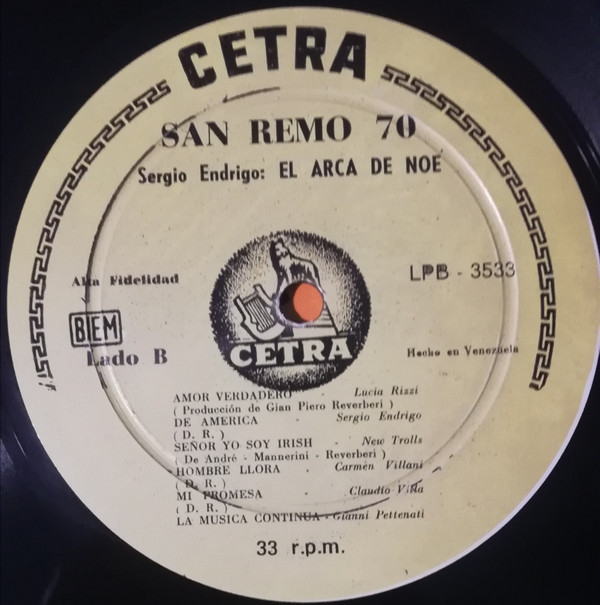 CETRA
SAN REMO 70
Sergio Endrigo: EL ARCA DE NOE
Alta Fidelidad
LPB - 3533
BIEM
Lado B
CETRA
Hecho en Venezuela
AMOR VERDADERO - Lucia Rizzi
( Producción de Gian Piero Reverberi )
DE AMERICA - Sergio Endrigo
( D. R. )
SEÑOR YO SOY IRISH - New Trolls
( De André - Mannerini - Reverberi )
HOMBRE LLORA - Carmen Villani
( D. R. )
MI PROMESA - Claudio Villa
( D. R. )
LA MUSICA CONTINUA - Gianni Pettenati
33 r.p.m.